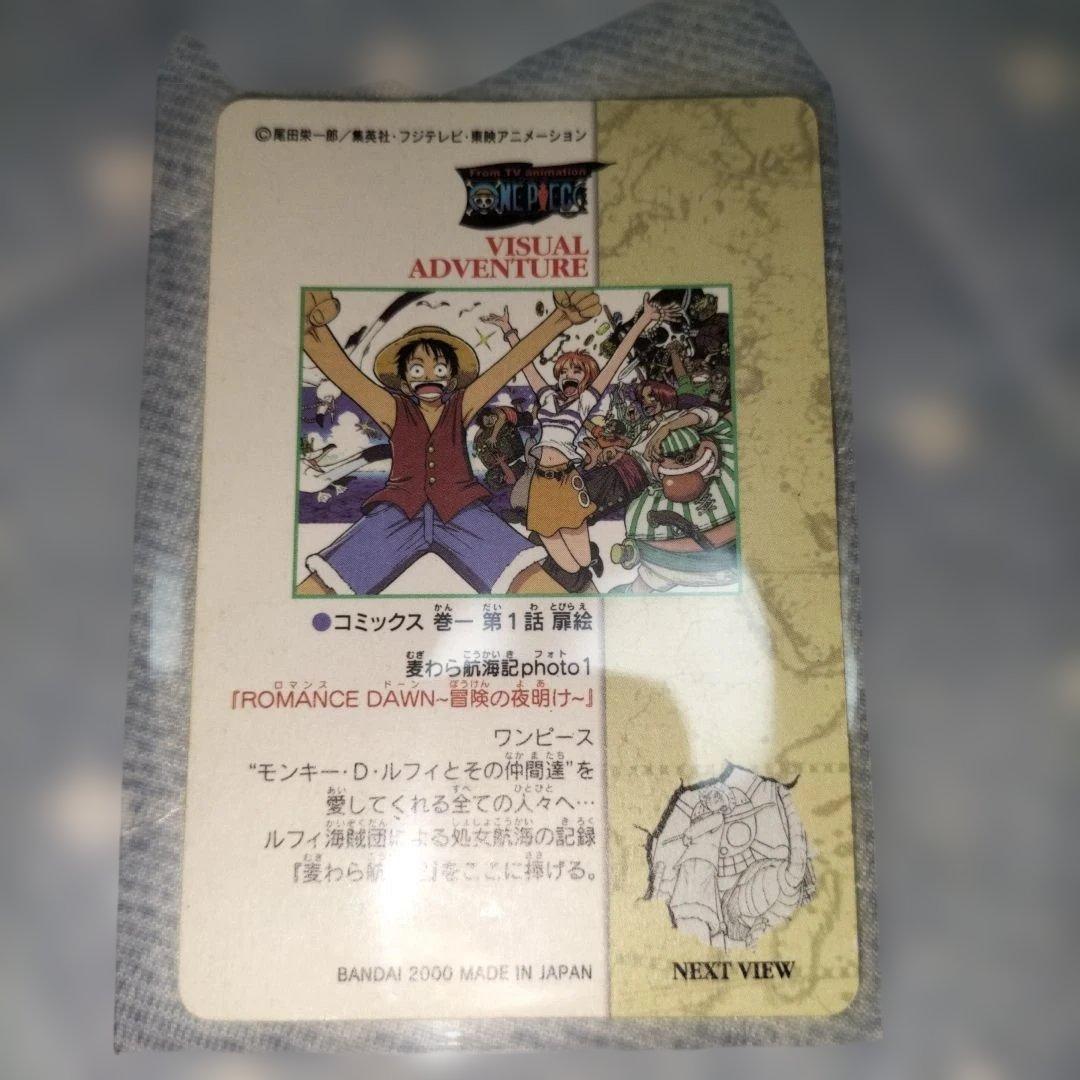 ©尾田栄一郎／集英社・フジテレビ・東映アニメーション
From TV animation
ONE PIECE
VISUAL
ADVENTURE
●コミックス 巻一 第1話 扉絵
麦わら航海記photo1
『ROMANCE DAWN~冒険の夜明け~』
ワンピース
“モンキー・D・ルフィとその仲間達”を
愛してくれる全ての人々へ…
ルフィ海賊団による処女航海の記録
『麦わら航 記』をここに捧げる。
BANDAI 2000 MADE IN JAPAN
NEXT VIEW